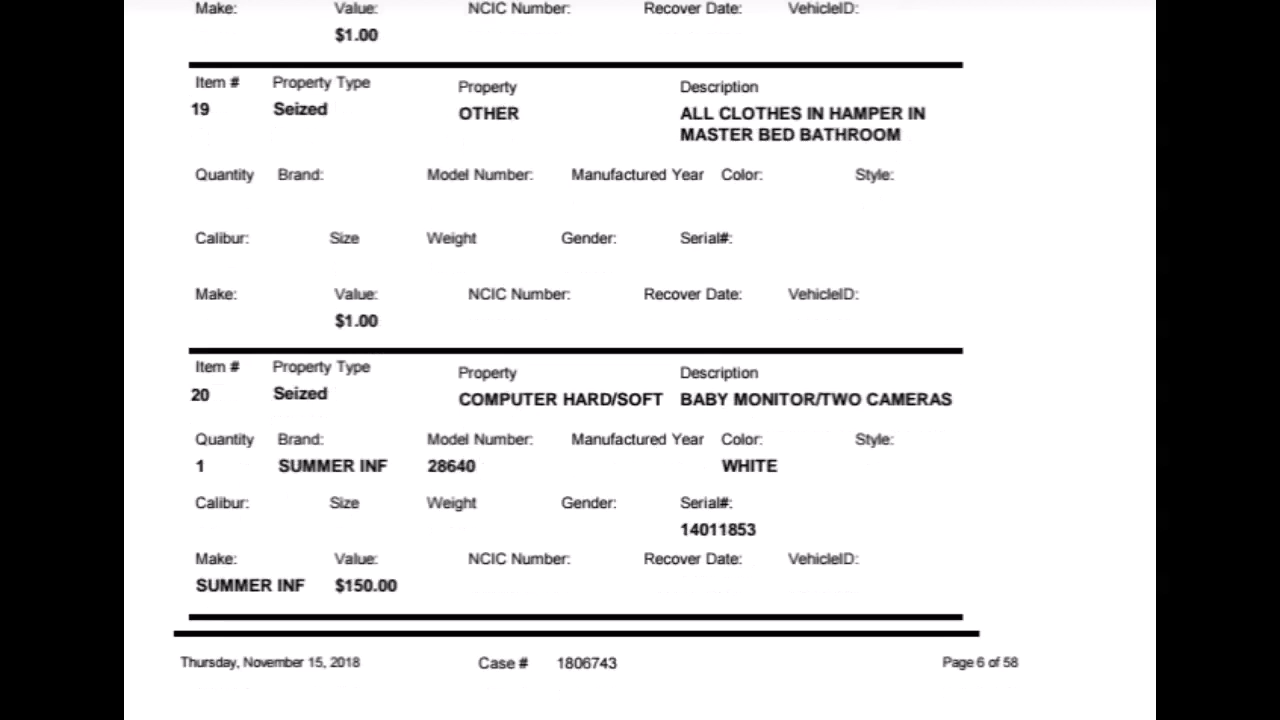 Make: Value: NCIC Number: Recover Date: VehicleID:
$1.00
Item # Property Type Property Description
19 Seized OTHER ALL CLOTHES IN HAMPER IN
MASTER BED BATHROOM
Quantity Brand: Model Number: Manufactured Year Color: Style:
Calibur: Size Weight Gender: Serial#:
Make: Value: NCIC Number: Recover Date: VehicleID:
$1.00
Item # Property Type Property Description
20 Seized COMPUTER HARD/SOFT BABY MONITOR/TWO CAMERAS
Quantity Brand: Model Number: Manufactured Year Color: Style:
1 SUMMER INF 28640 WHITE
Calibur: Size Weight Gender: Serial#:
14011853
Make: Value: NCIC Number: Recover Date: VehicleID:
SUMMER INF $150.00
Thursday, November 15, 2018 Case # 1806743 Page 6 of 58